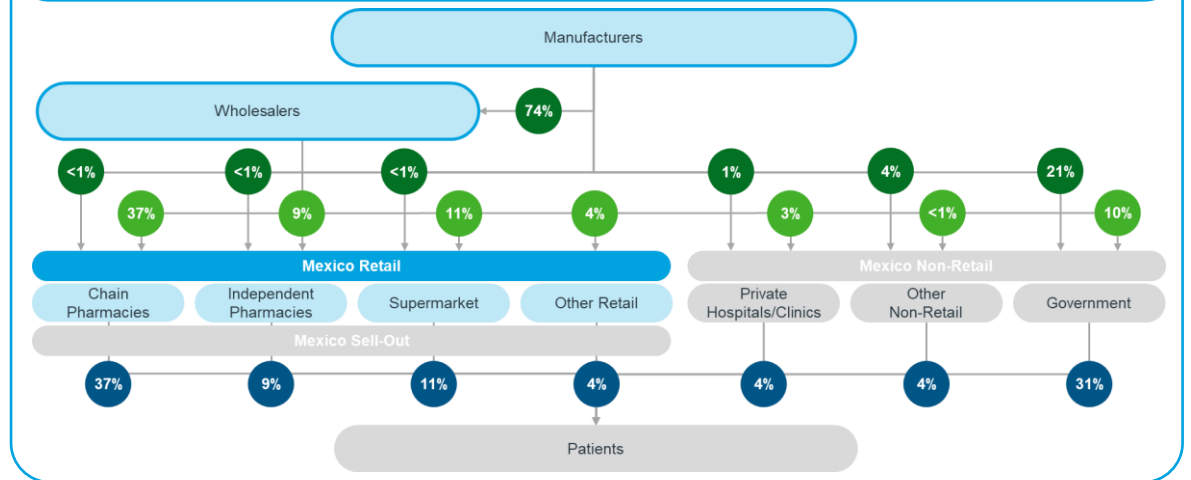 Manufacturers
Wholesalers
74%
<1%
<1%
<1%
1%
4%
21%
37%
9%
11%
4%
3%
<1%
10%
Mexico Retail
Mexico Non-Retail
Chain
Pharmacies
Independent
Pharmacies
Supermarket
Other Retail
Private
Hospitals/Clinics
Other
Non-Retail
Government
Mexico Sell-Out
37%
9%
11%
4%
4%
4%
31%
Patients